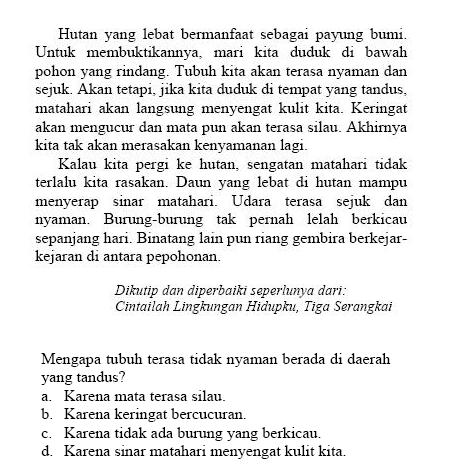 Hutan yang lebat bermanfaat sebagai payung bumi.
Untuk membuktikannya, mari kita duduk di bawah
pohon yang rindang. Tubuh kita akan terasa nyaman dan
sejuk. Akan tetapi, jika kita duduk di tempat yang tandus,
matahari akan langsung menyengat kulit kita. Keringat
akan mengucur dan mata pun akan terasa silau. Akhirnya
kita tak akan merasakan kenyamanan lagi.
Kalau kita pergi ke hutan, sengatan matahari tidak
terlalu kita rasakan. Daun yang lebat di hutan mampu
menyerap sinar matahari. Udara terasa sejuk dan
nyaman. Burung-burung tak pernah lelah berkicau
sepanjang hari. Binatang lain pun riang gembira berkejar-
kejaran di antara pepohonan.
Dikutip dan diperbaiki seperlunya dari:
Cintailah Lingkungan Hidupku, Tiga Serangkai
Mengapa tubuh terasa tidak nyaman berada di daerah
yang tandus?
a. Karena mata terasa silau.
b. Karena keringat bercucuran.
c. Karena tidak ada burung yang berkicau.
d. Karena sinar matahari menyengat kulit kita.